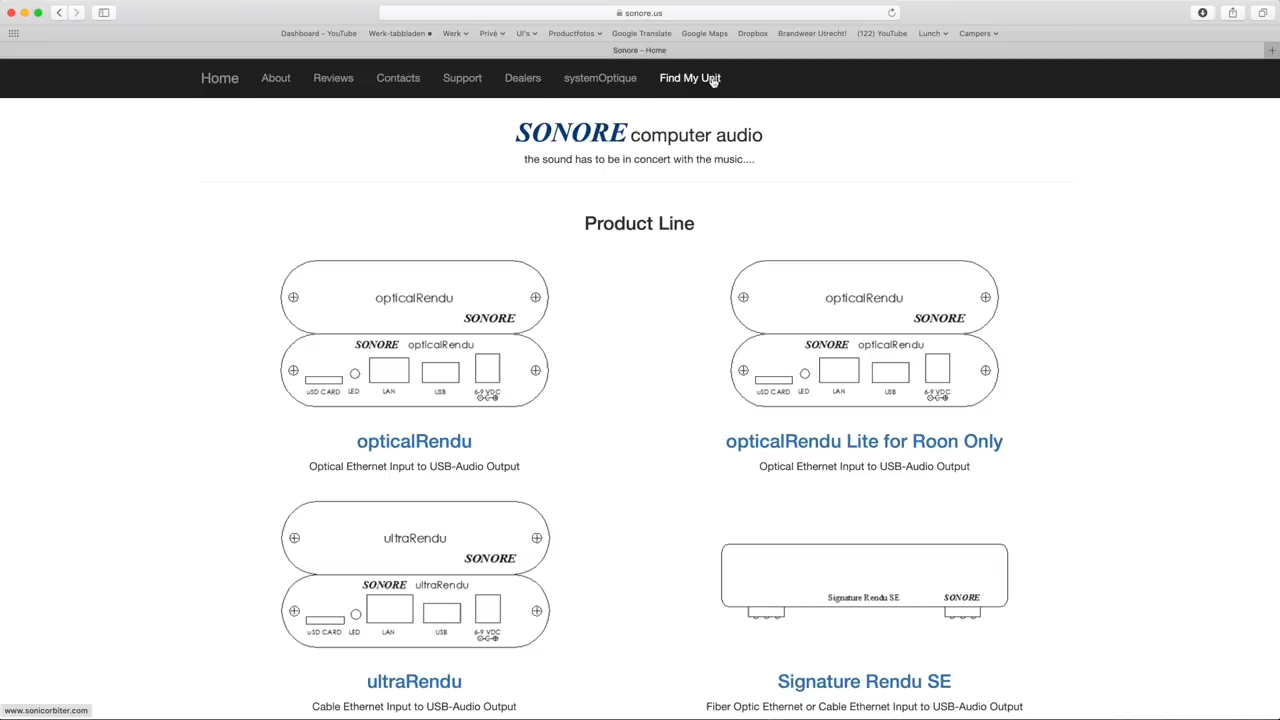 sonore.us
Dashboard – YouTube Werk-tabbladen Werk Privé UI's Productfotos Google Translate Google Maps Dropbox Brandweer Utrecht! (122) YouTube Lunch Campers
Sonore - Home
Home About Reviews Contacts Support Dealers systemOptique Find My Unit
SONORE computer audio
the sound has to be in concert with the music....
Product Line
opticalRendu
SONORE
SONORE opticalRendu
uSD CARD LED LAN USB 6-9 VDC
opticalRendu
Optical Ethernet Input to USB-Audio Output
opticalRendu
SONORE
SONORE opticalRendu
uSD CARD LED LAN USB 6-9 VDC
opticalRendu Lite for Roon Only
Optical Ethernet Input to USB-Audio Output
ultraRendu
SONORE
SONORE ultraRendu
uSD CARD LED LAN USB 6-9 VDC
ultraRendu
Cable Ethernet Input to USB-Audio Output
Signature Rendu SE SONORE
Signature Rendu SE
Fiber Optic Ethernet or Cable Ethernet Input to USB-Audio Output
www.sonicorbiter.com